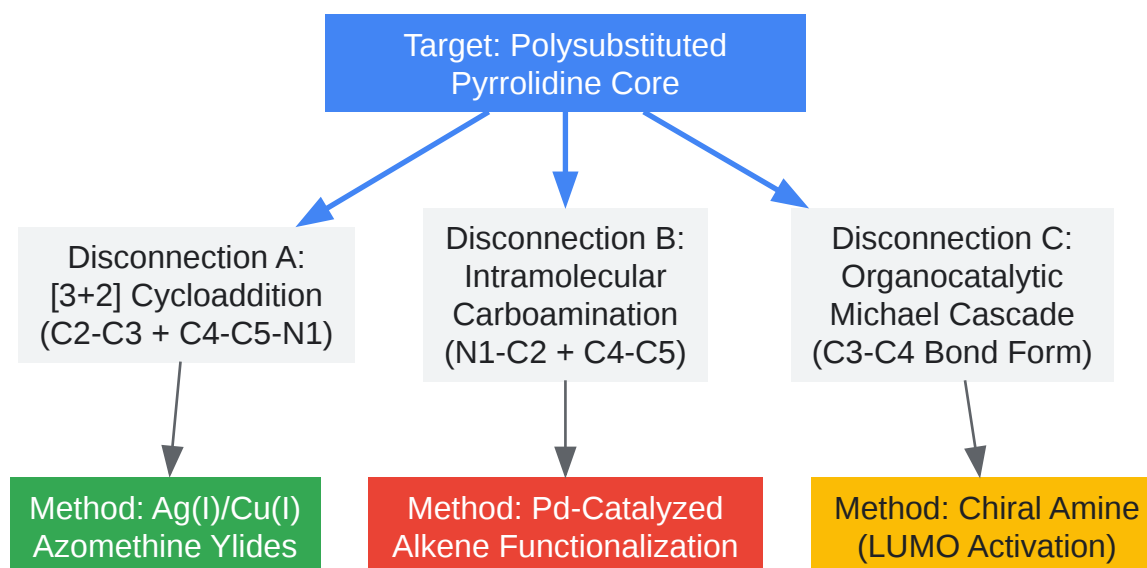 Target: Polysubstituted
Pyrrolidine Core
Disconnection A:
[3+2] Cycloaddition
(C2-C3 + C4-C5-N1)
Disconnection B:
Intramolecular
Carboamination
(N1-C2 + C4-C5)
Disconnection C:
Organocatalytic
Michael Cascade
(C3-C4 Bond Form)
Method: Ag(I)/Cu(I)
Azomethine Ylides
Method: Pd-Catalyzed
Alkene Functionalization
Method: Chiral Amine
(LUMO Activation)